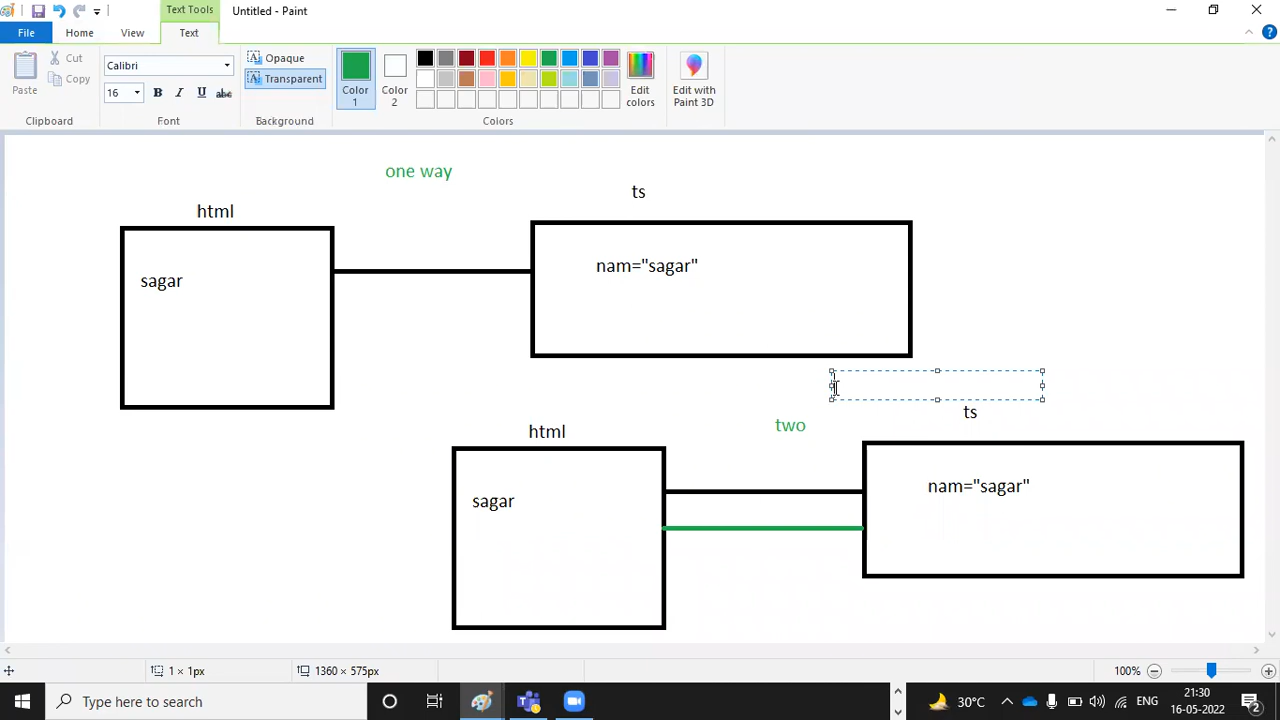 Text Tools
Untitled - Paint
File
Home
View
Text
Paste
Cut
Copy
Clipboard
Calibri
16
B
I
U
abc
Font
Opaque
Transparent
Background
Color
1
Color
2
Edit
colors
Colors
Edit with
Paint 3D
one way
ts
html
sagar
nam="sagar"
ts
two
html
sagar
nam="sagar"
1 × 1px
1360 × 575px
100%
Type here to search
30°C
ENG
21:30
16-05-2022
2